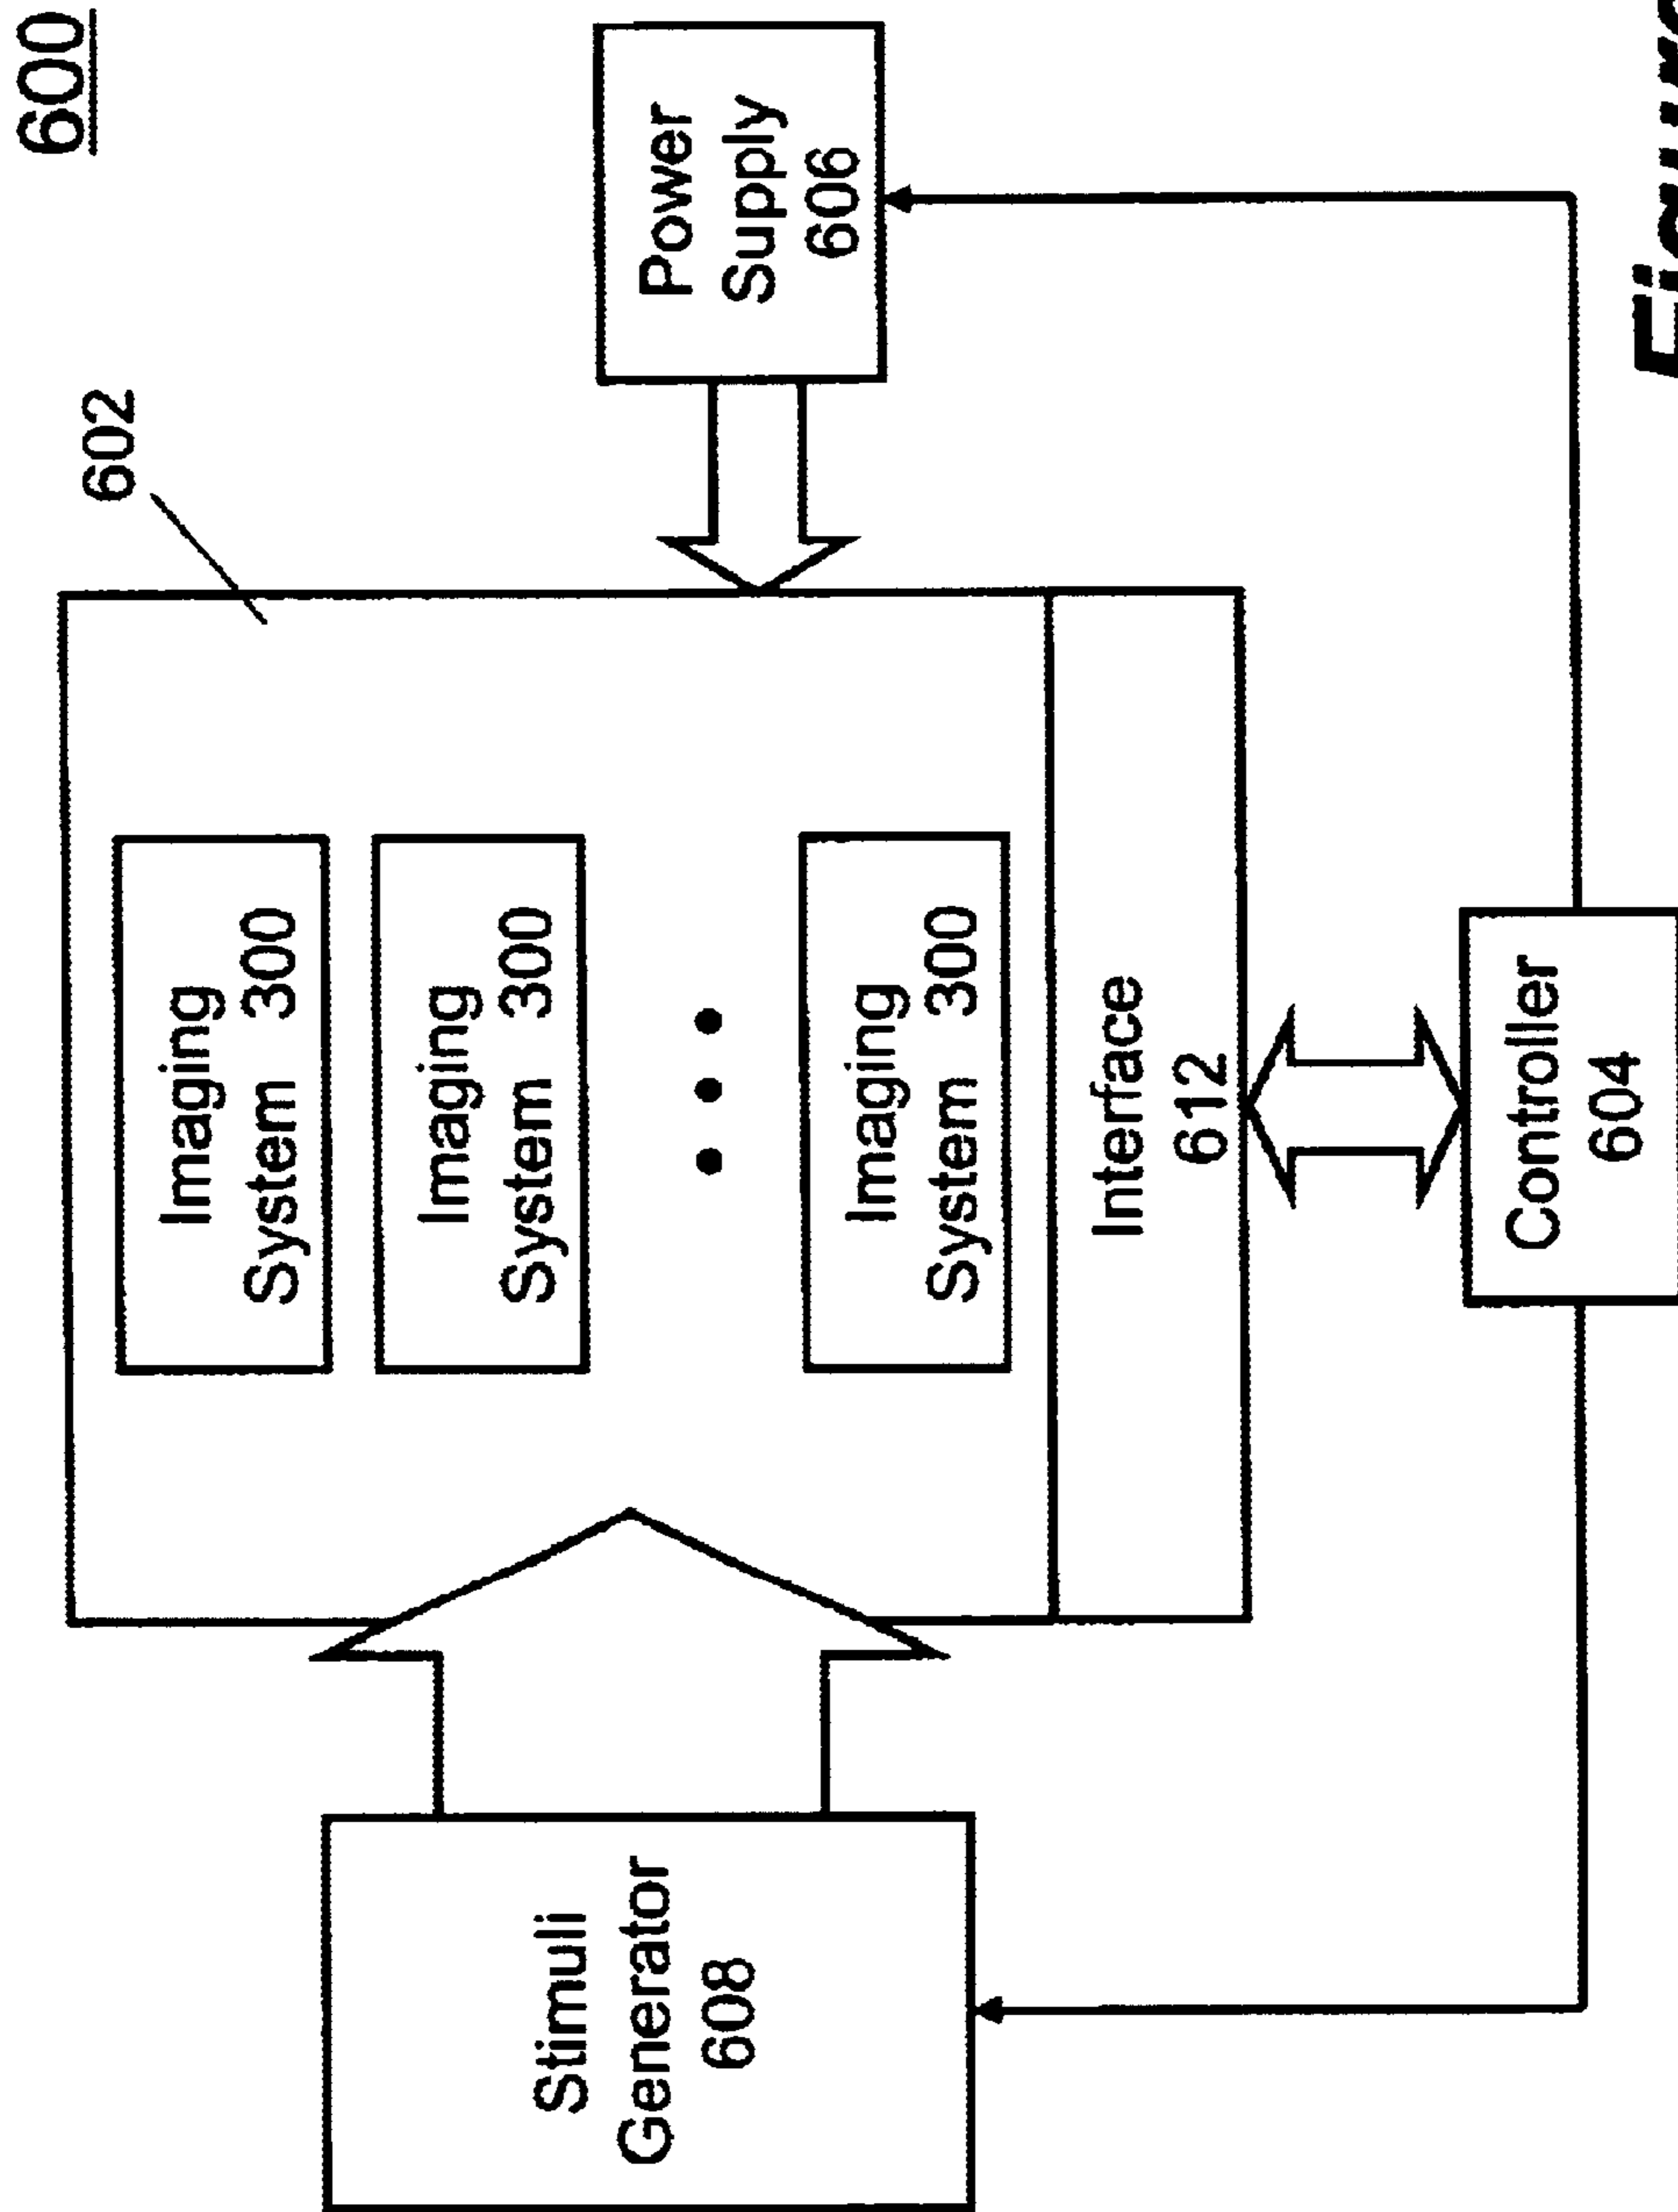 600
602
Imaging
System 300
Imaging
System 300
Imaging
System 300
Interface
612
Power
Supply
606
Stimuli
Generator
608
Controller
604